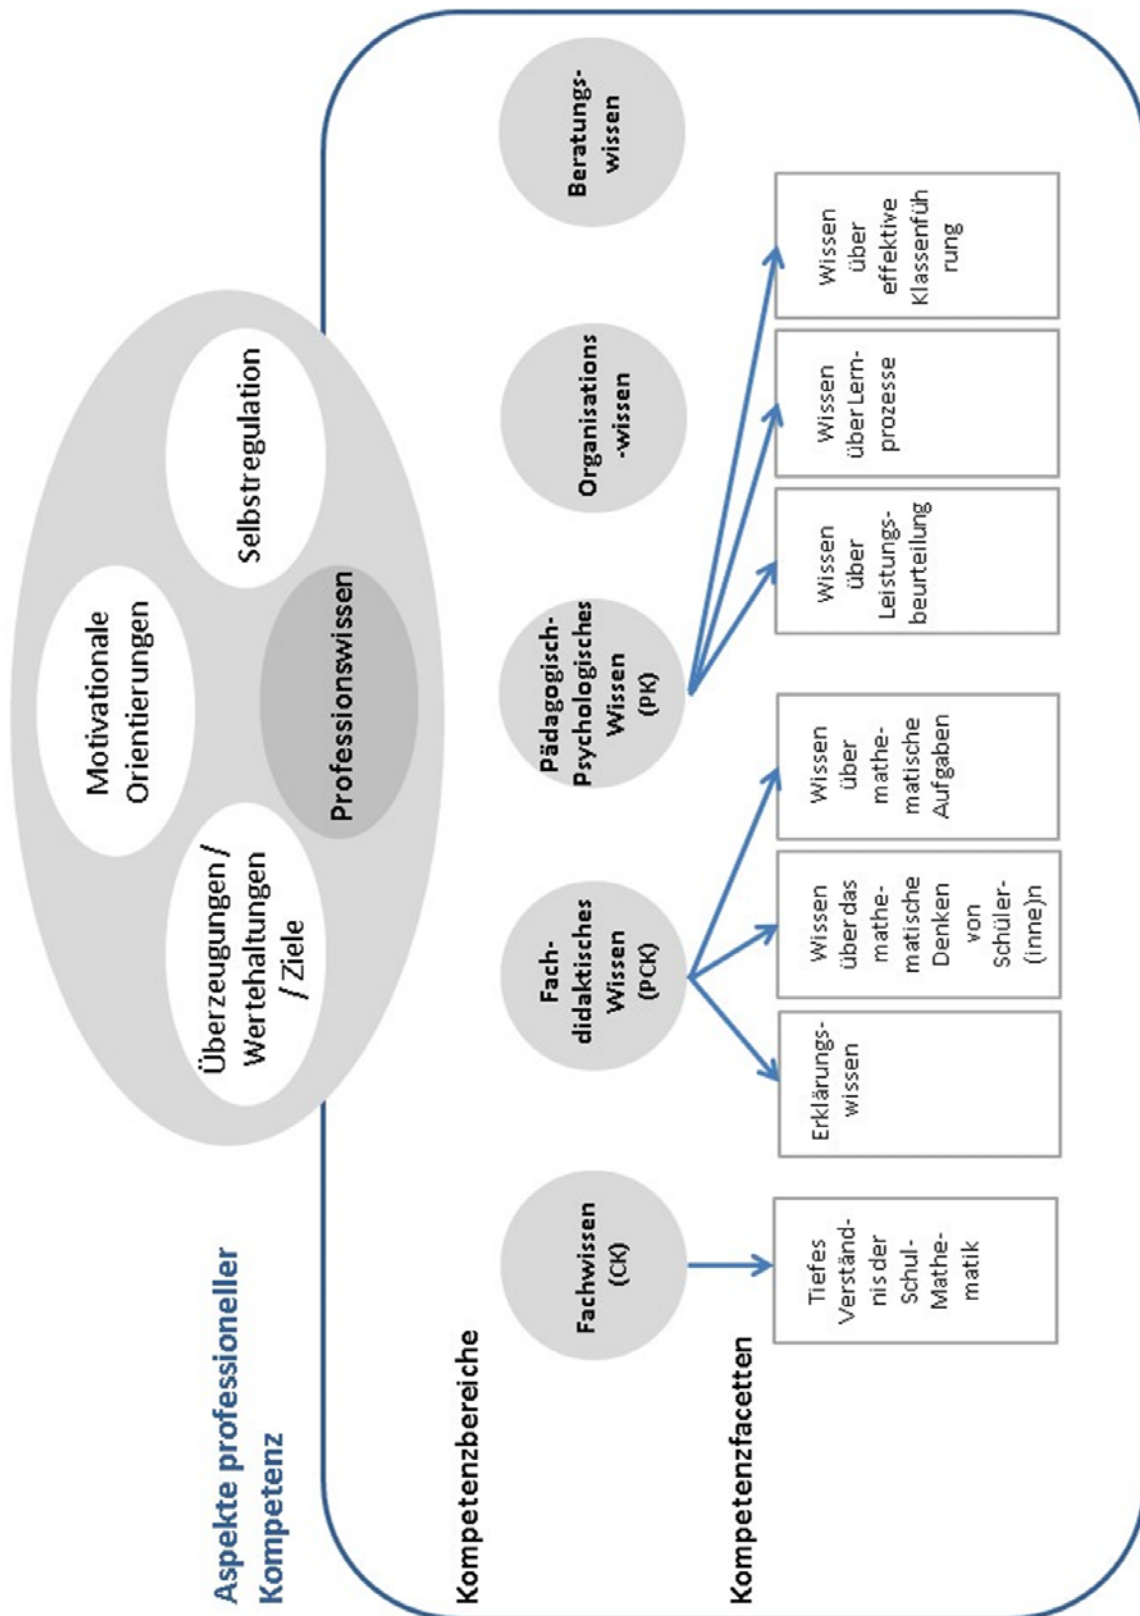 Aspekte professioneller
Kompetenz
Motivationale
Orientierungen
Überzeugungen /
Wertehaltungen
/ Ziele
Selbstregulation
Professionswissen
Kompetenzbereiche
Fachwissen
(CK)
Fach-
didaktisches
Wissen
(PCK)
Pädagogisch-
Psychologisches
Wissen
(PK)
Organisations
-wissen
Beratungs-
wissen
Kompetenzfacetten
Tiefes
Verständ-
nis der
Schul-
Mathe-
matik
Erklärungs-
wissen
Wissen
über das
mathe-
matische
Denken
von
Schüler-
(inne)n
Wissen
über
mathe-
matische
Aufgaben
Wissen
über
Leistungs-
beurteilung
Wissen
über Lern-
prozesse
Wissen
über
effektive
Klassenfüh
rung